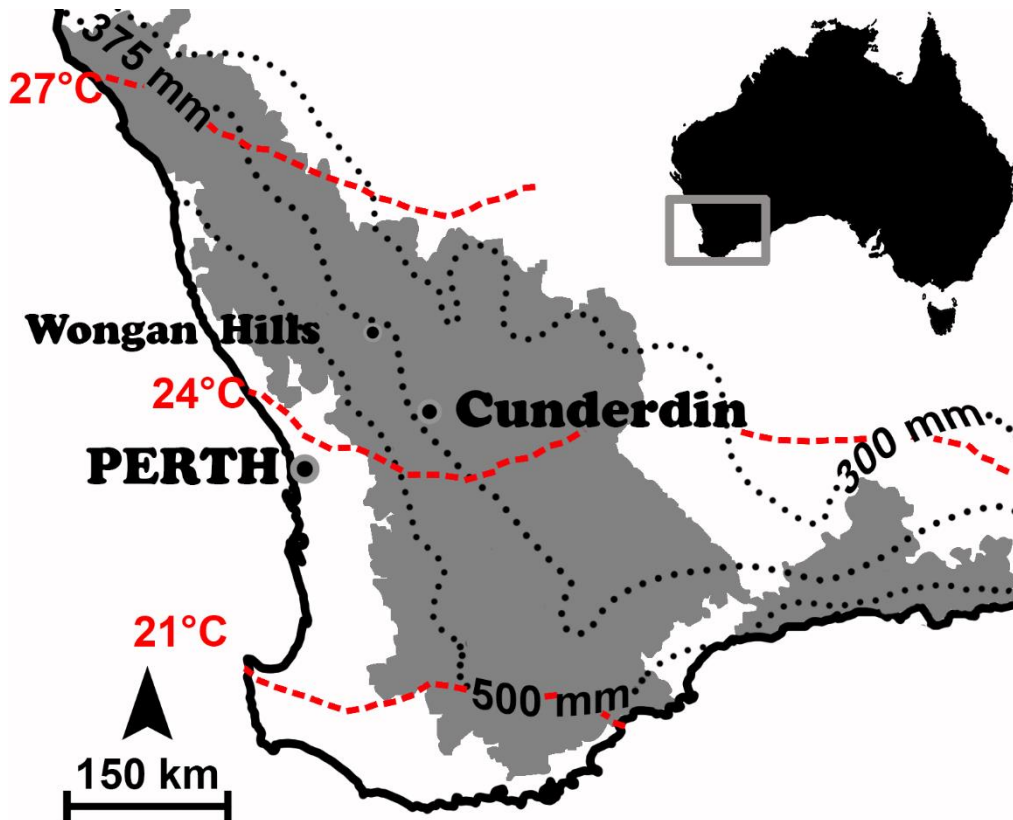 375 mm
27°C
Wongan Hills
24°C
Cunderdin
PERTH
300 mm
21°C
500 mm
150 km